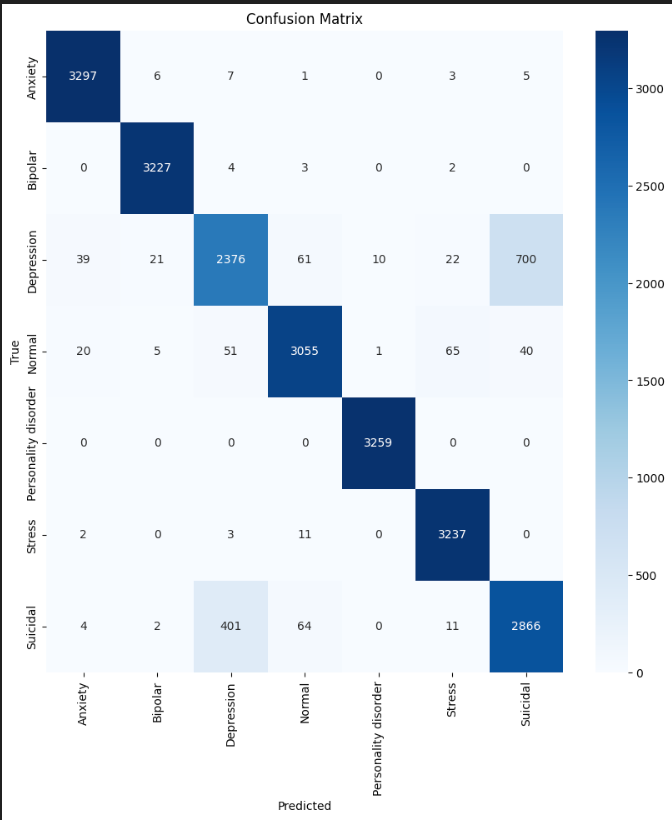 Confusion Matrix
Anxiety 3297 6 7 1 0 3 5
Bipolar 0 3227 4 3 0 2 0
Depression 39 21 2376 61 10 22 700
Normal 20 5 51 3055 1 65 40
Personality disorder 0 0 0 0 3259 0 0
Stress 2 0 3 11 0 3237 0
Suicidal 4 2 401 64 0 11 2866
True
Anxiety Bipolar Depression Normal Personality disorder Stress Suicidal
Predicted
3000
2500
2000
1500
1000
500
0